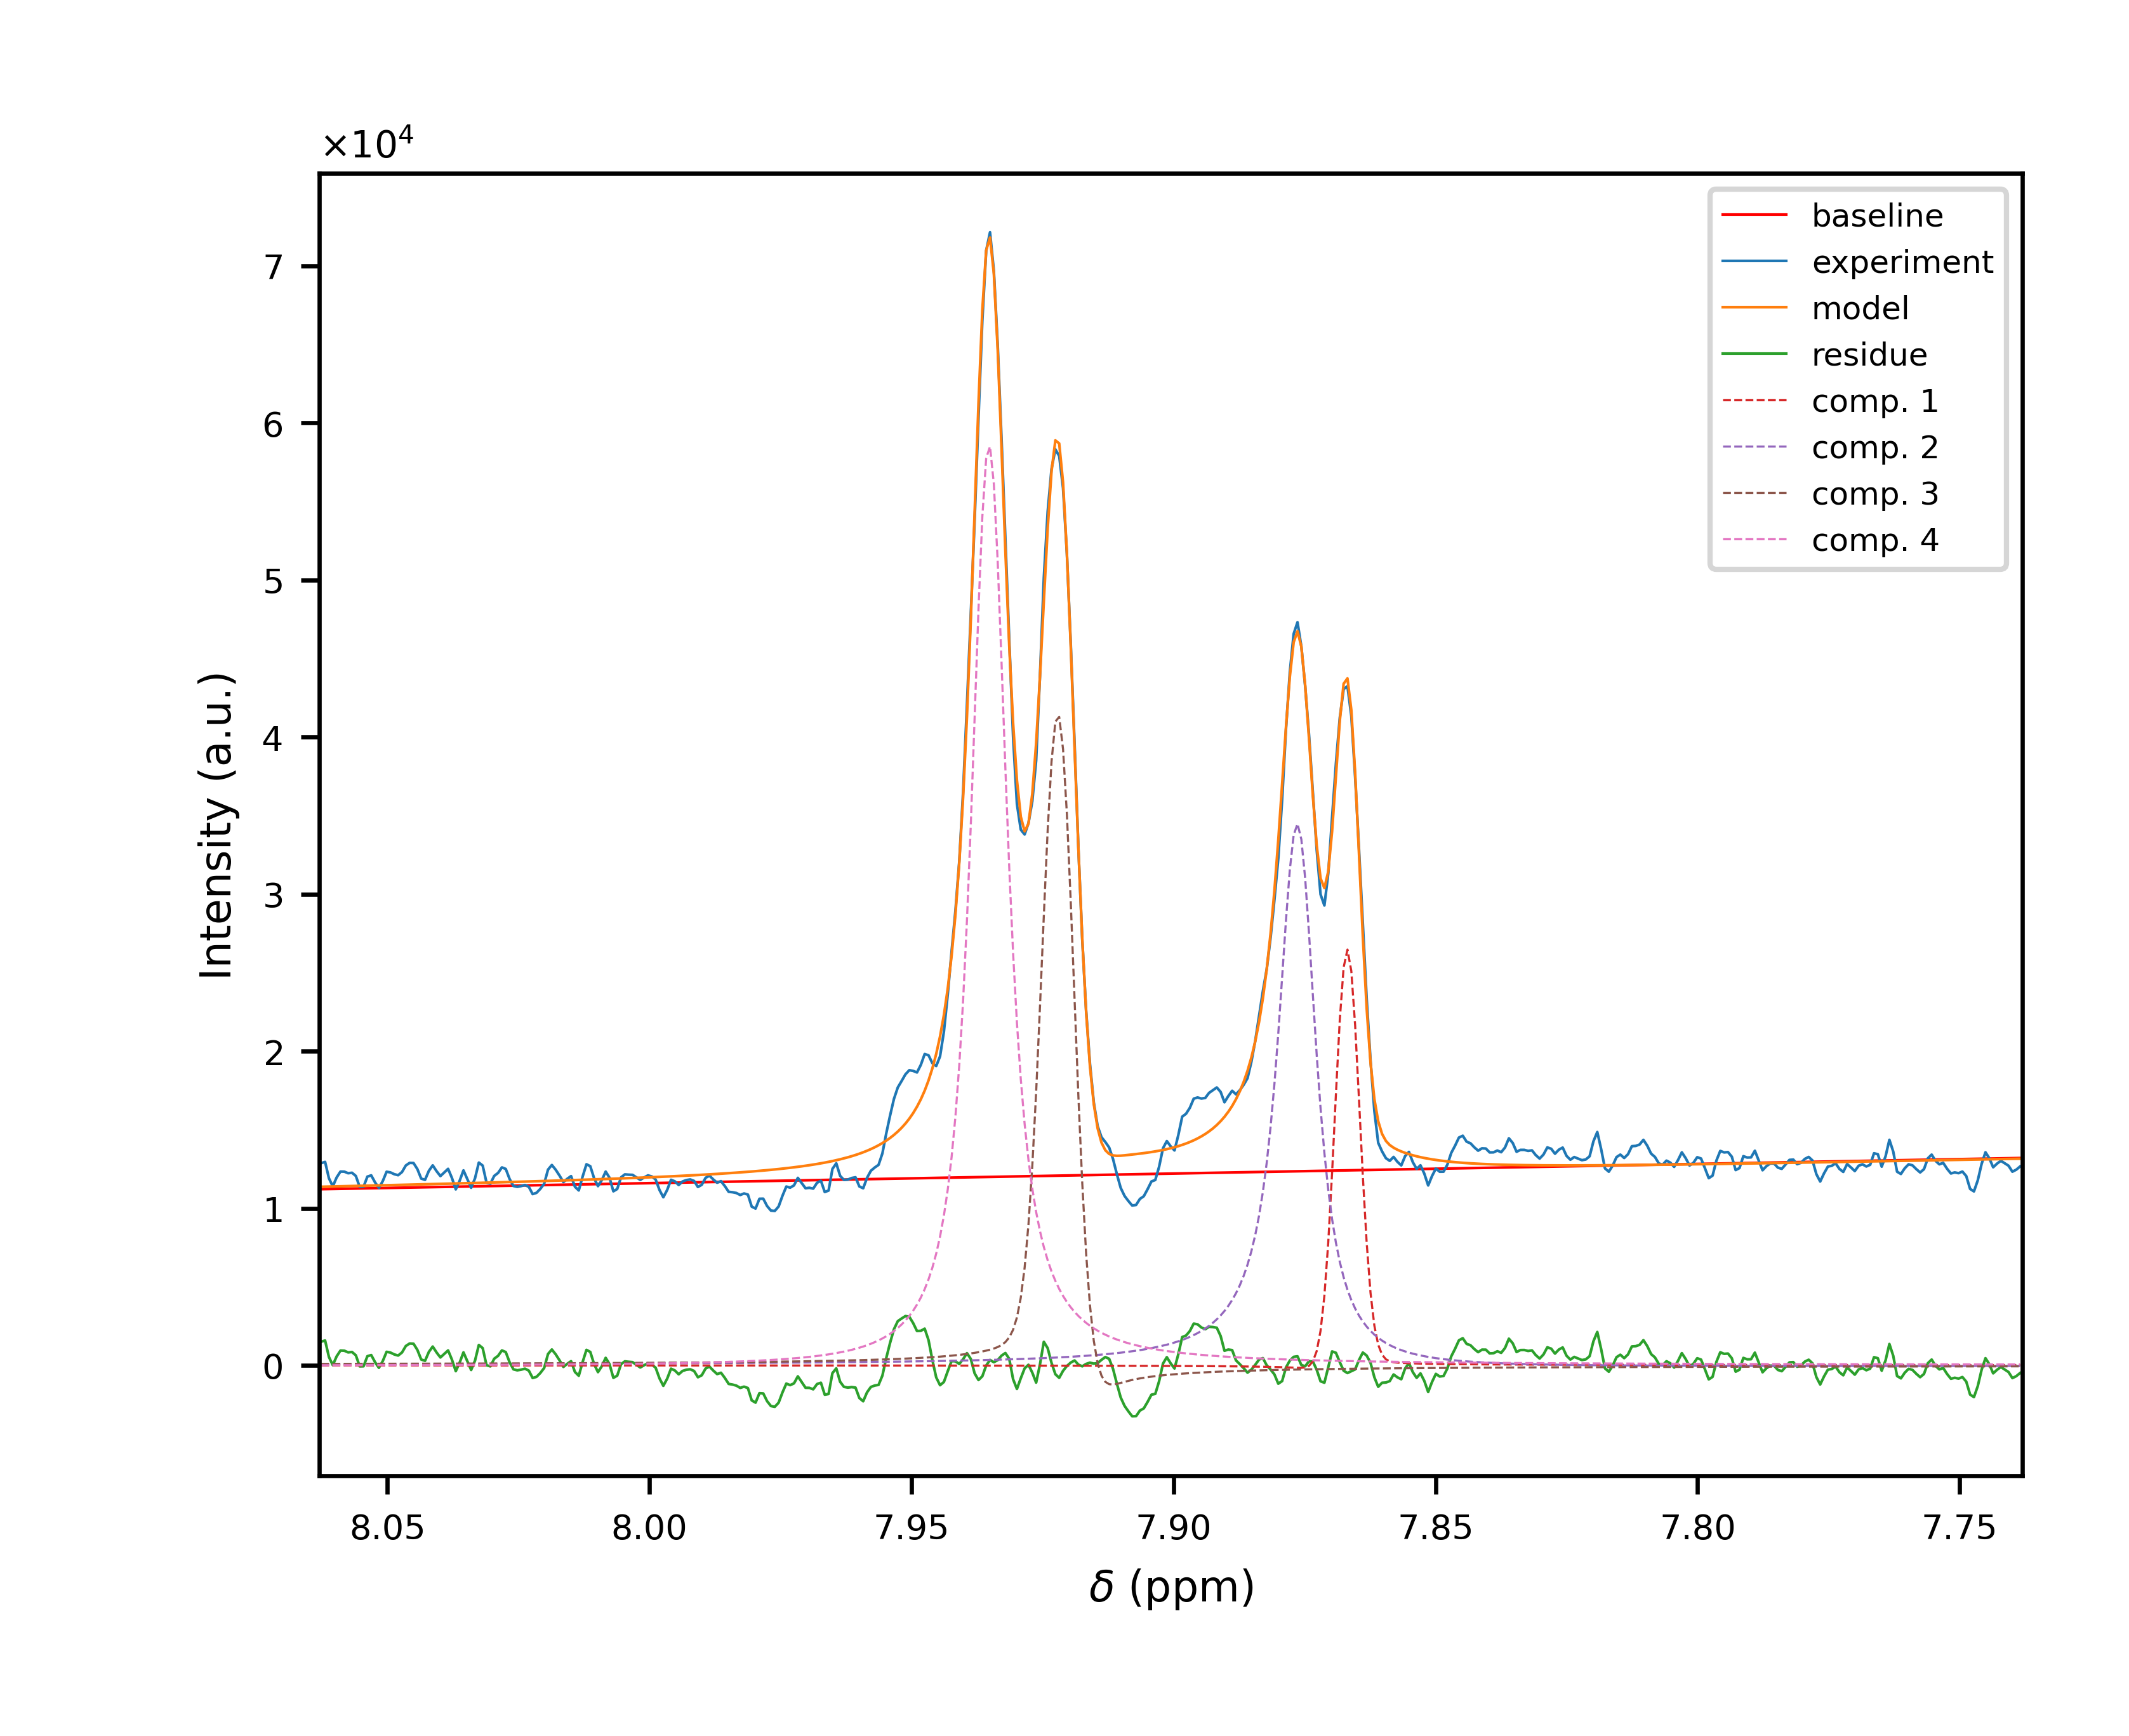 ×10⁴
7
6
5
4
3
2
1
0
Intensity (a.u.)
baseline
experiment
model
residue
comp. 1
comp. 2
comp. 3
comp. 4
8.05 8.00 7.95 7.90 7.85 7.80 7.75
δ (ppm)